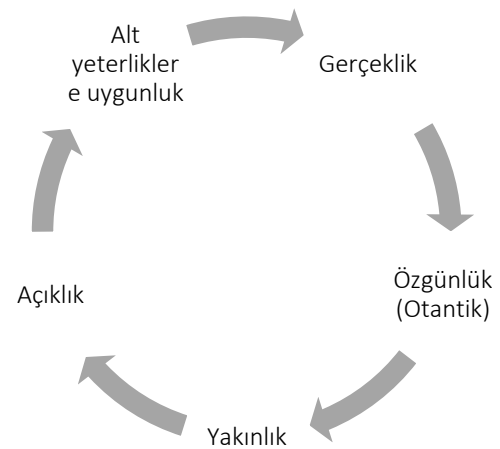 Alt
yeterlikler
e uygunluk
Gerçeklik
Özgünlük
(Otantik)
Yakınlık
Açıklık